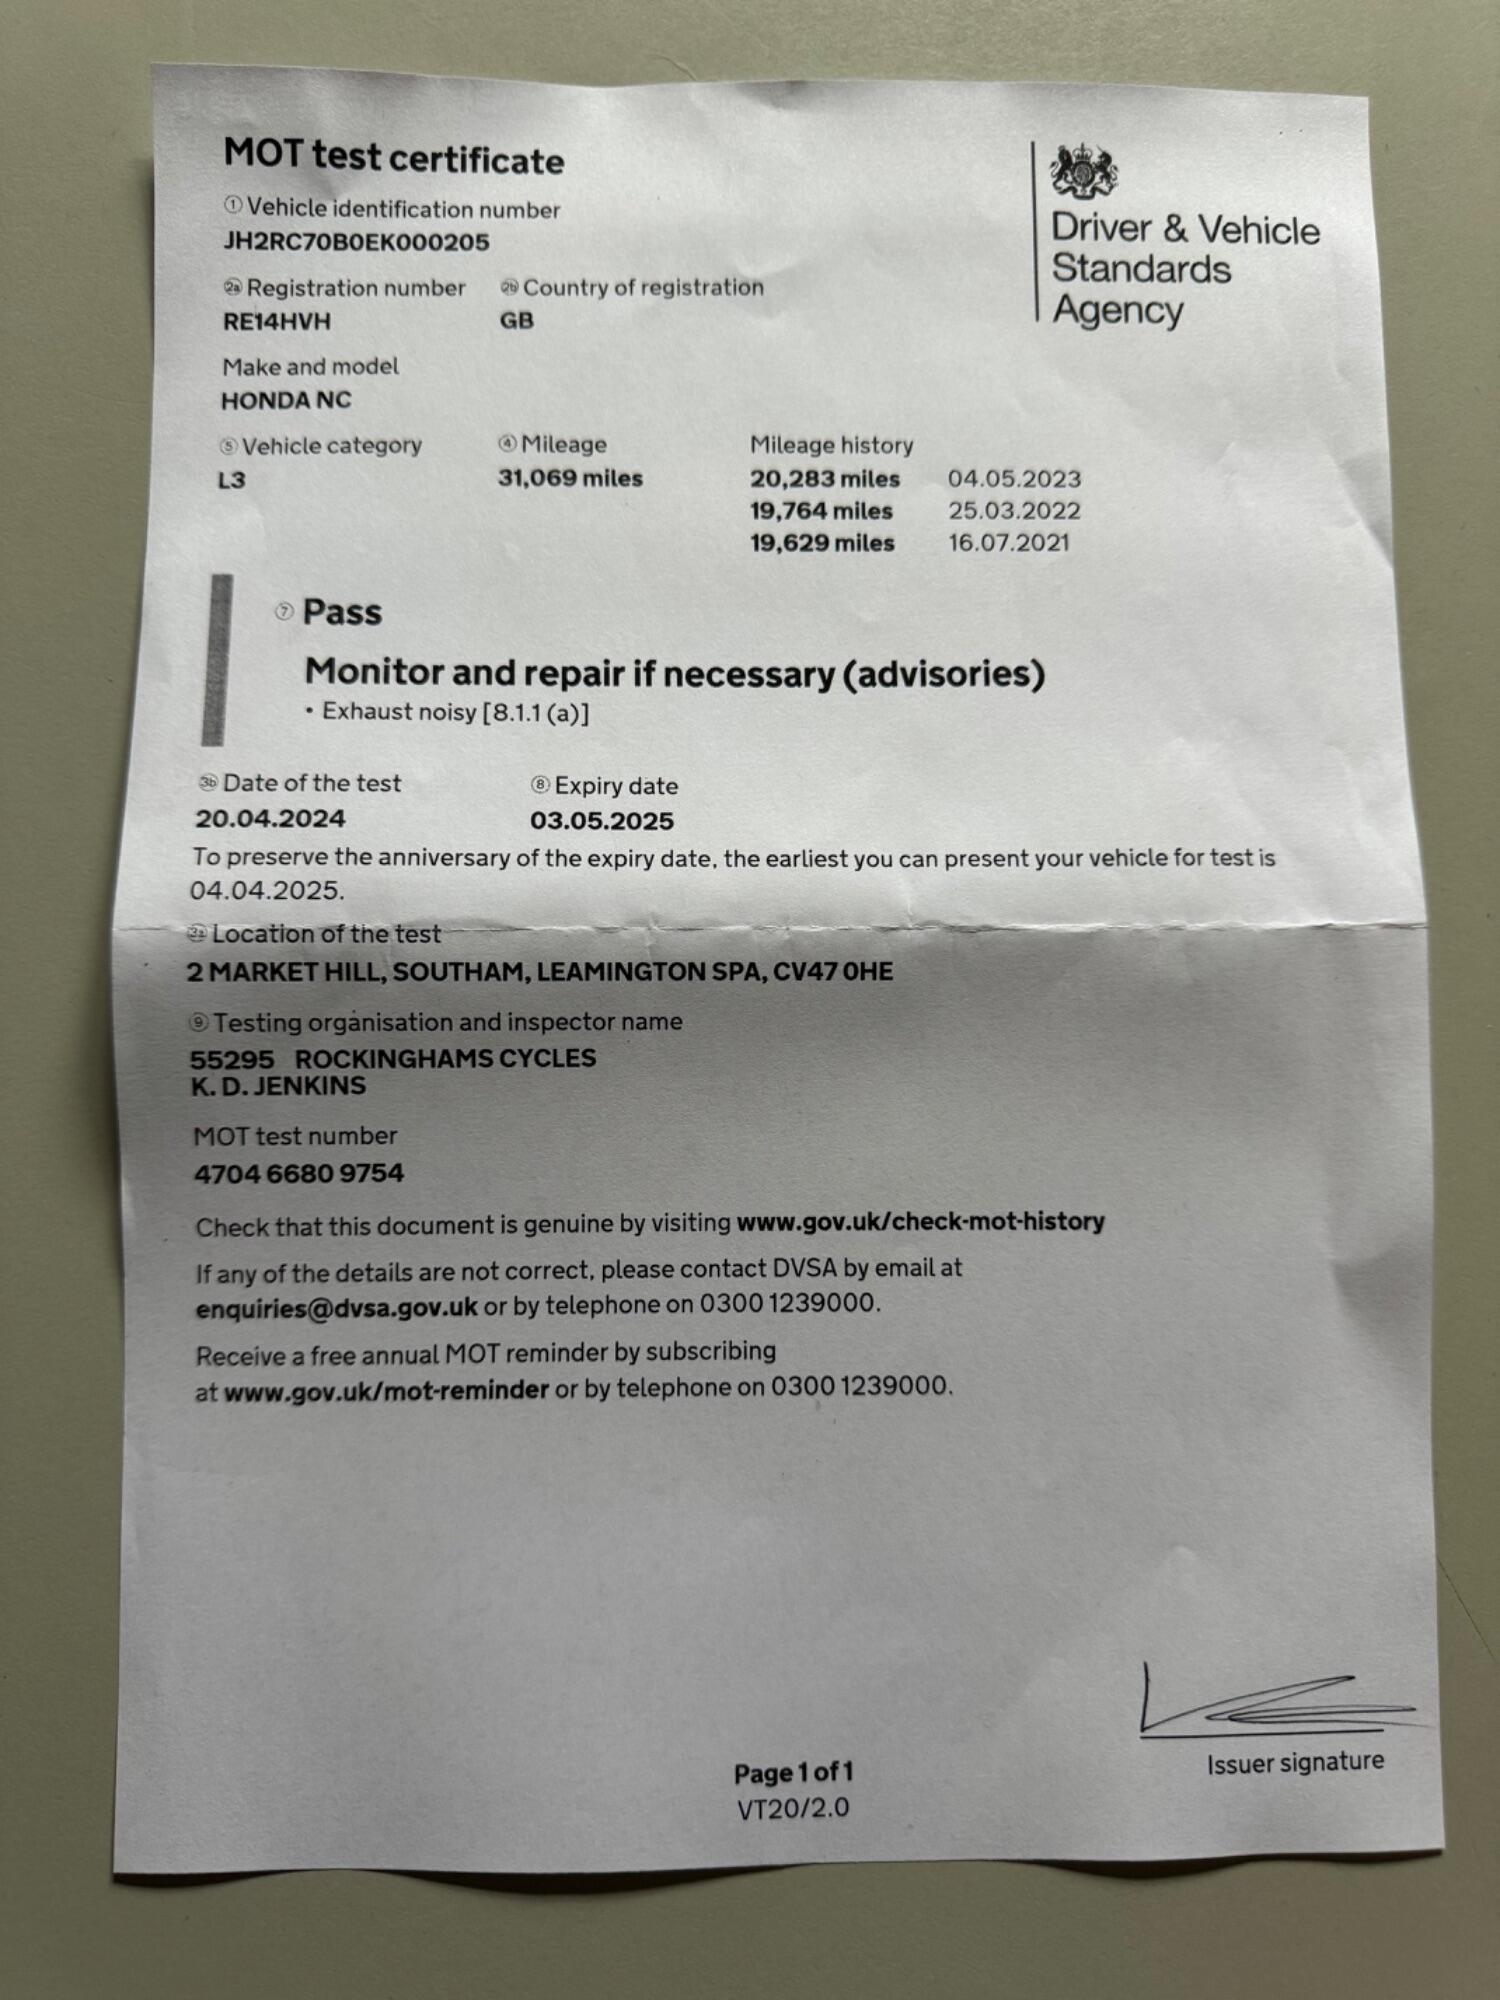 MOT test certificate
① Vehicle identification number
JH2RC70B0EK000205
2a Registration number 2b Country of registration
RE14HVH GB
Make and model
HONDA NC
⑤ Vehicle category ④ Mileage Mileage history
L3 31,069 miles 20,283 miles 04.05.2023
19,764 miles 25.03.2022
19,629 miles 16.07.2021
⑦ Pass
Monitor and repair if necessary (advisories)
• Exhaust noisy [8.1.1 (a)]
3b Date of the test ⑧ Expiry date
20.04.2024 03.05.2025
To preserve the anniversary of the expiry date, the earliest you can present your vehicle for test is
04.04.2025.
3a Location of the test
2 MARKET HILL, SOUTHAM, LEAMINGTON SPA, CV47 0HE
⑨ Testing organisation and inspector name
55295 ROCKINGHAMS CYCLES
K. D. JENKINS
MOT test number
4704 6680 9754
Check that this document is genuine by visiting www.gov.uk/check-mot-history
If any of the details are not correct, please contact DVSA by email at
enquiries@dvsa.gov.uk or by telephone on 0300 1239000.
Receive a free annual MOT reminder by subscribing
at www.gov.uk/mot-reminder or by telephone on 0300 1239000.
Driver & Vehicle
Standards
Agency
Issuer signature
Page 1 of 1
VT20/2.0